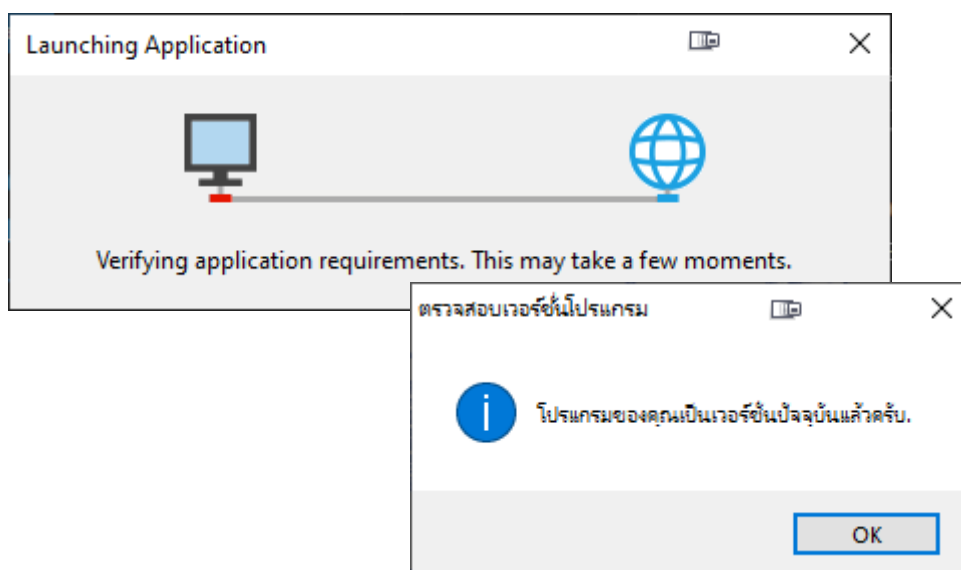 Launching Application
Verifying application requirements. This may take a few moments.
ตรวจสอบเวอร์ชั่นโปรแกรม
โปรแกรมของคุณเป็นเวอร์ชั่นปัจจุบันแล้วครับ.
OK